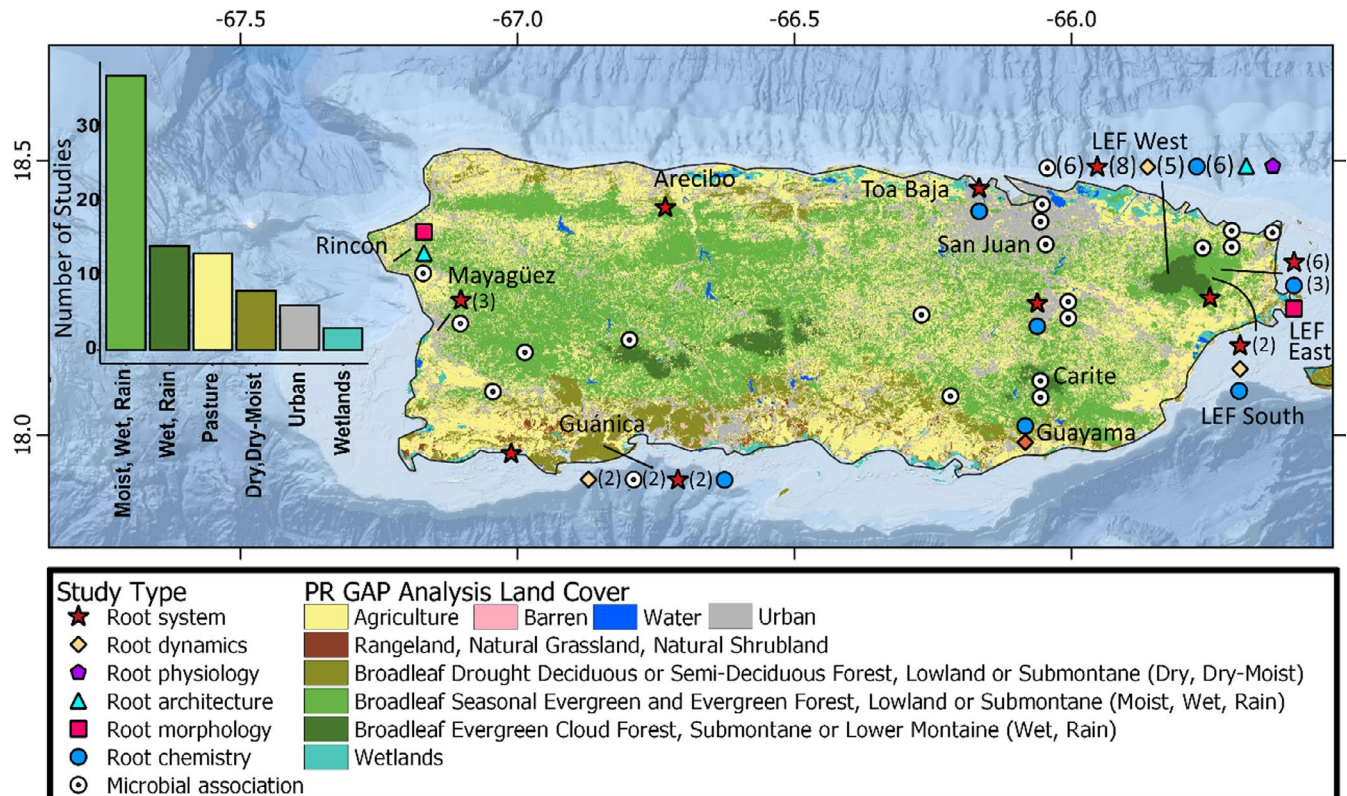 -67.5 -67.0 -66.5 -66.0
18.5
18.0
Number of Studies
30
20
10
0
Moist, Wet, Rain
Wet, Rain
Pasture
Dry,Dry-Moist
Urban
Wetlands
LEF West
(6) (8) (5) (6)
Arecibo
Toa Baja
Rincon
San Juan
Mayagüez
(3)
(6)
(3)
LEF
East
(2)
LEF South
Carite
Guánica
Guayama
(2) (2) (2)
Study Type
Root system
Root dynamics
Root physiology
Root architecture
Root morphology
Root chemistry
Microbial association
PR GAP Analysis Land Cover
Agriculture Barren Water Urban
Rangeland, Natural Grassland, Natural Shrubland
Broadleaf Drought Deciduous or Semi-Deciduous Forest, Lowland or Submontane (Dry, Dry-Moist)
Broadleaf Seasonal Evergreen and Evergreen Forest, Lowland or Submontane (Moist, Wet, Rain)
Broadleaf Evergreen Cloud Forest, Submontane or Lower Montaine (Wet, Rain)
Wetlands